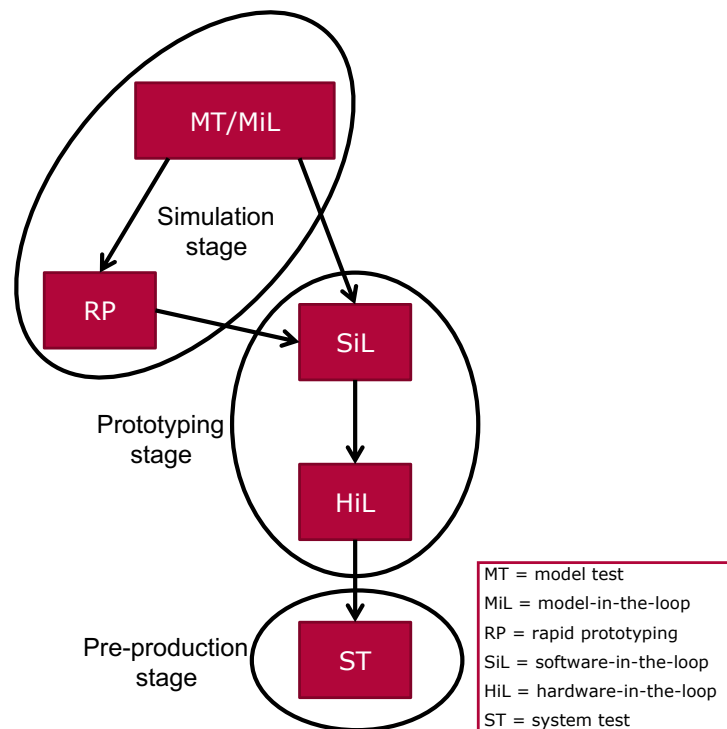 MT/MiL
Simulation
stage
RP
SiL
Prototyping
stage
HiL
Pre-production
stage
ST
MT = model test
MiL = model-in-the-loop
RP = rapid prototyping
SiL = software-in-the-loop
HiL = hardware-in-the-loop
ST = system test